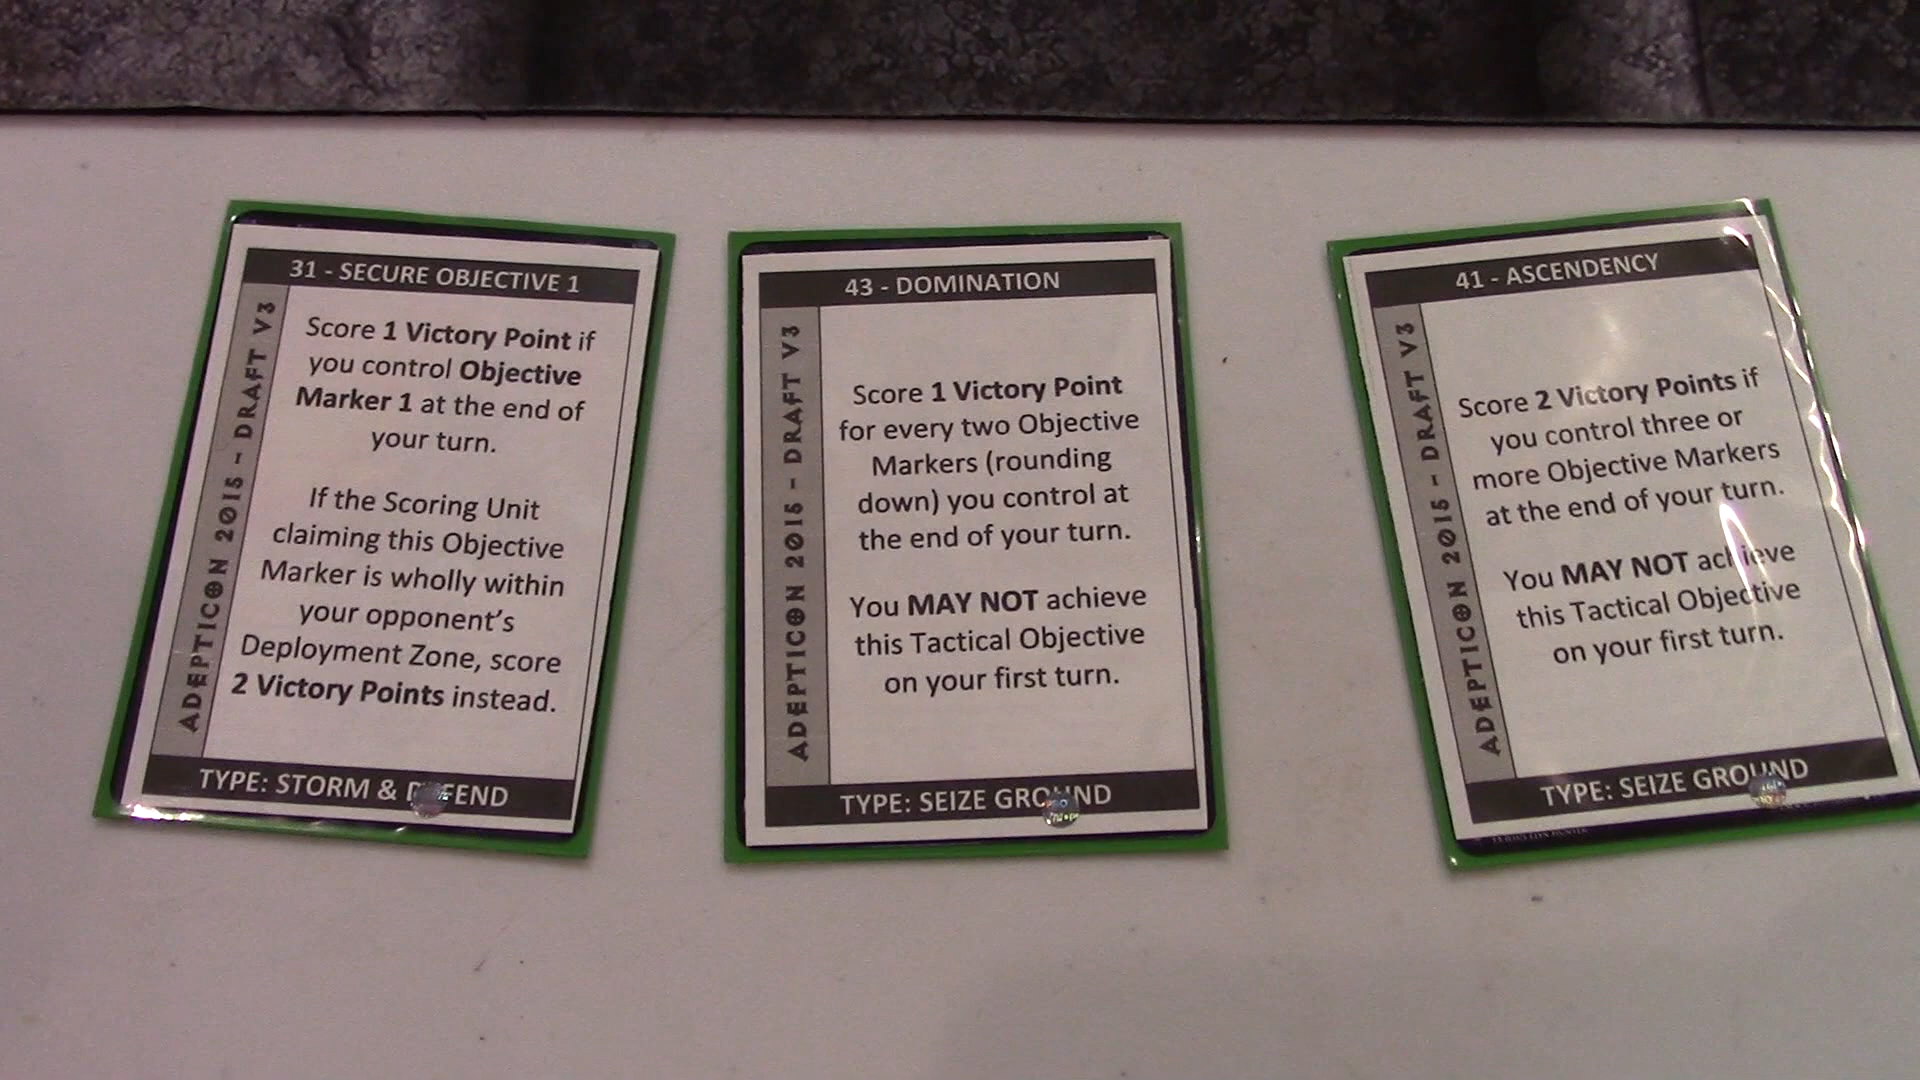 31 - SECURE OBJECTIVE 1
ADEPTICON 2015 - DRAFT V3
Score 1 Victory Point if
you control Objective
Marker 1 at the end of
your turn.
If the Scoring Unit
claiming this Objective
Marker is wholly within
your opponent's
Deployment Zone, score
2 Victory Points instead.
TYPE: STORM & DEFEND
43 - DOMINATION
ADEPTICON 2015 - DRAFT V3
Score 1 Victory Point
for every two Objective
Markers (rounding
down) you control at
the end of your turn.
You MAY NOT achieve
this Tactical Objective
on your first turn.
TYPE: SEIZE GROUND
41 - ASCENDENCY
ADEPTICON 2015 - DRAFT V3
Score 2 Victory Points if
you control three or
more Objective Markers
at the end of your turn.
You MAY NOT achieve
this Tactical Objective
on your first turn.
TYPE: SEIZE GROUND